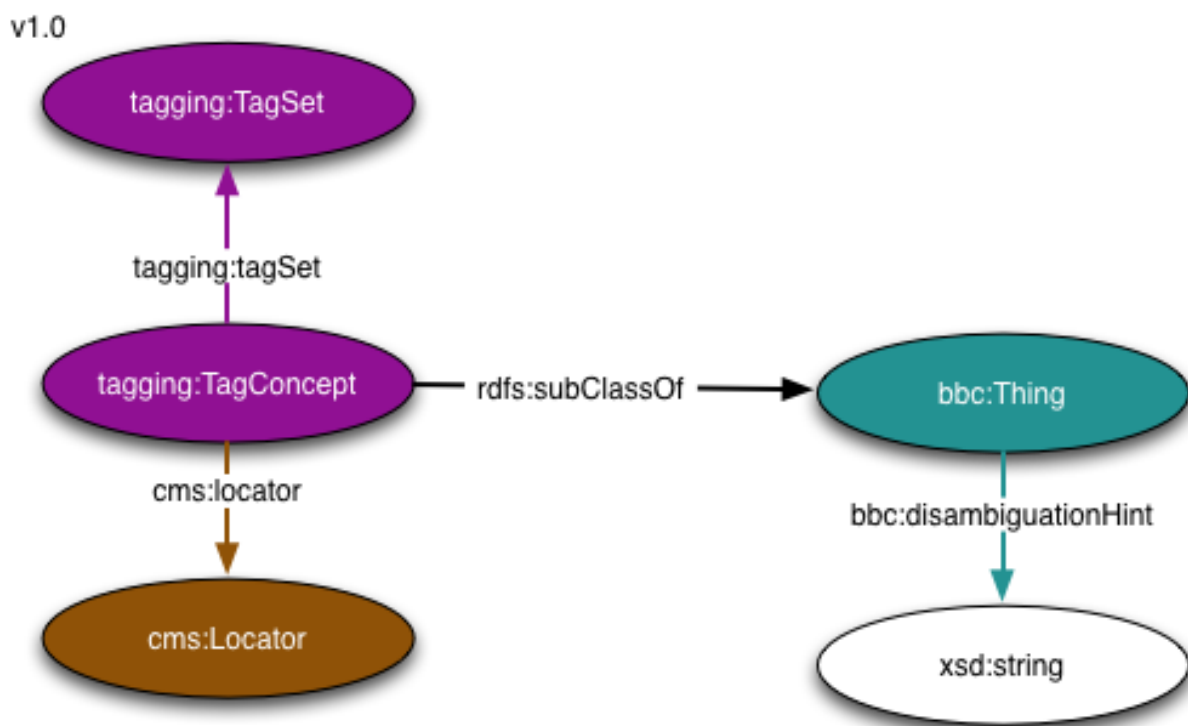 v1.0
tagging:TagSet
tagging:tagSet
tagging:TagConcept
rdfs:subClassOf
bbc:Thing
cms:locator
bbc:disambiguationHint
cms:Locator
xsd:string